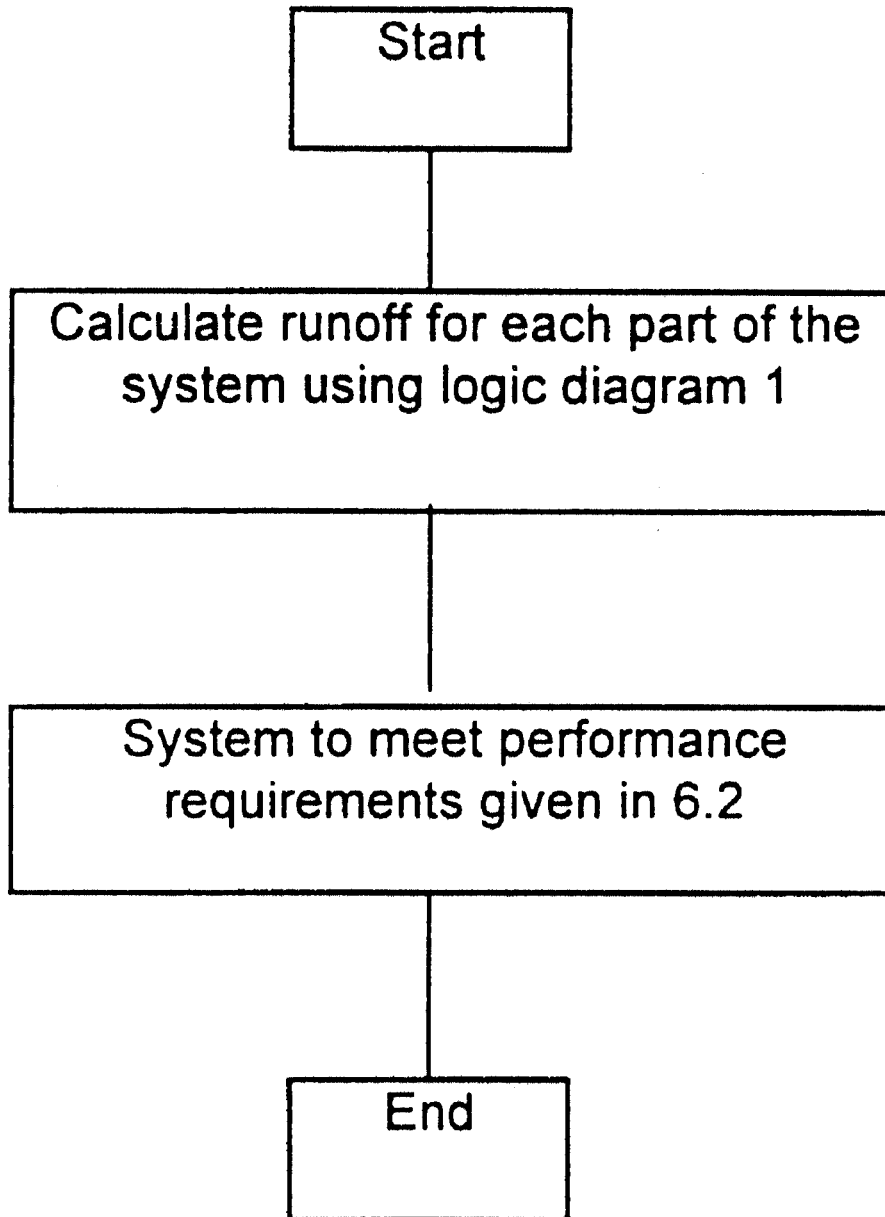 Start
Calculate runoff for each part of the
system using logic diagram 1
System to meet performance
requirements given in 6.2
End